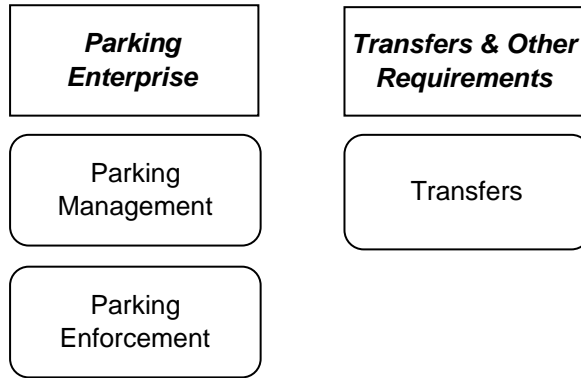 Parking
Enterprise
Transfers & Other
Requirements
Parking
Management
Transfers
Parking
Enforcement